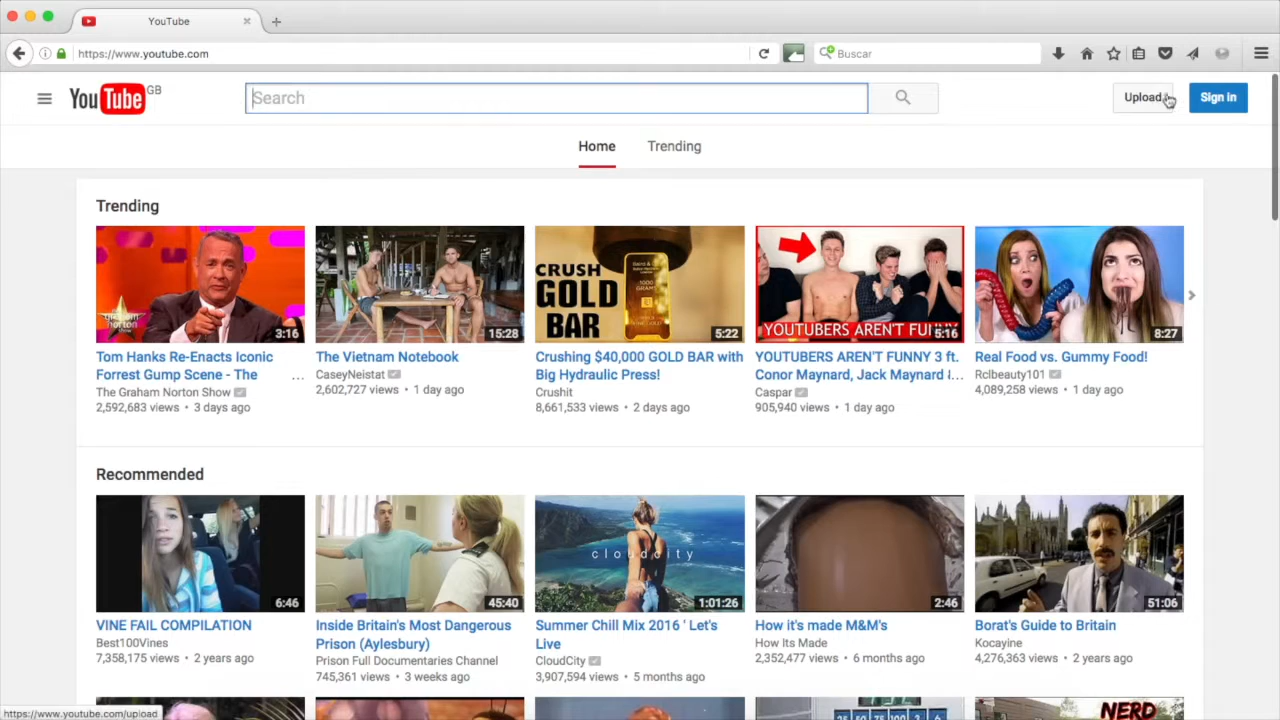 YouTube
https://www.youtube.com
Buscar
YouTube GB
Search
Upload
Sign in
Home
Trending
Trending
3:16
15:28
CRUSH
GOLD
BAR
1000
5:22
YOUTUBERS AREN'T FUNNY
5:16
8:27
Tom Hanks Re-Enacts Iconic
Forrest Gump Scene - The ...
The Graham Norton Show
2,592,683 views • 3 days ago
The Vietnam Notebook
CaseyNeistat
2,602,727 views • 1 day ago
Crushing $40,000 GOLD BAR with
Big Hydraulic Press!
Crushit
8,661,533 views • 2 days ago
YOUTUBERS AREN'T FUNNY 3 ft.
Conor Maynard, Jack Maynard &...
Caspar
905,940 views • 1 day ago
Real Food vs. Gummy Food!
Rclbeauty101
4,089,258 views • 1 day ago
Recommended
6:46
45:40
cloudcity
1:01:26
2:46
51:06
VINE FAIL COMPILATION
Best100Vines
7,358,175 views • 2 years ago
Inside Britain's Most Dangerous
Prison (Aylesbury)
Prison Full Documentaries Channel
745,361 views • 3 weeks ago
Summer Chill Mix 2016 ' Let's
Live
CloudCity
3,907,594 views • 5 months ago
How it's made M&M's
How Its Made
2,352,477 views • 6 months ago
Borat's Guide to Britain
Kocayine
4,276,363 views • 2 years ago
NERD
https://www.youtube.com/upload